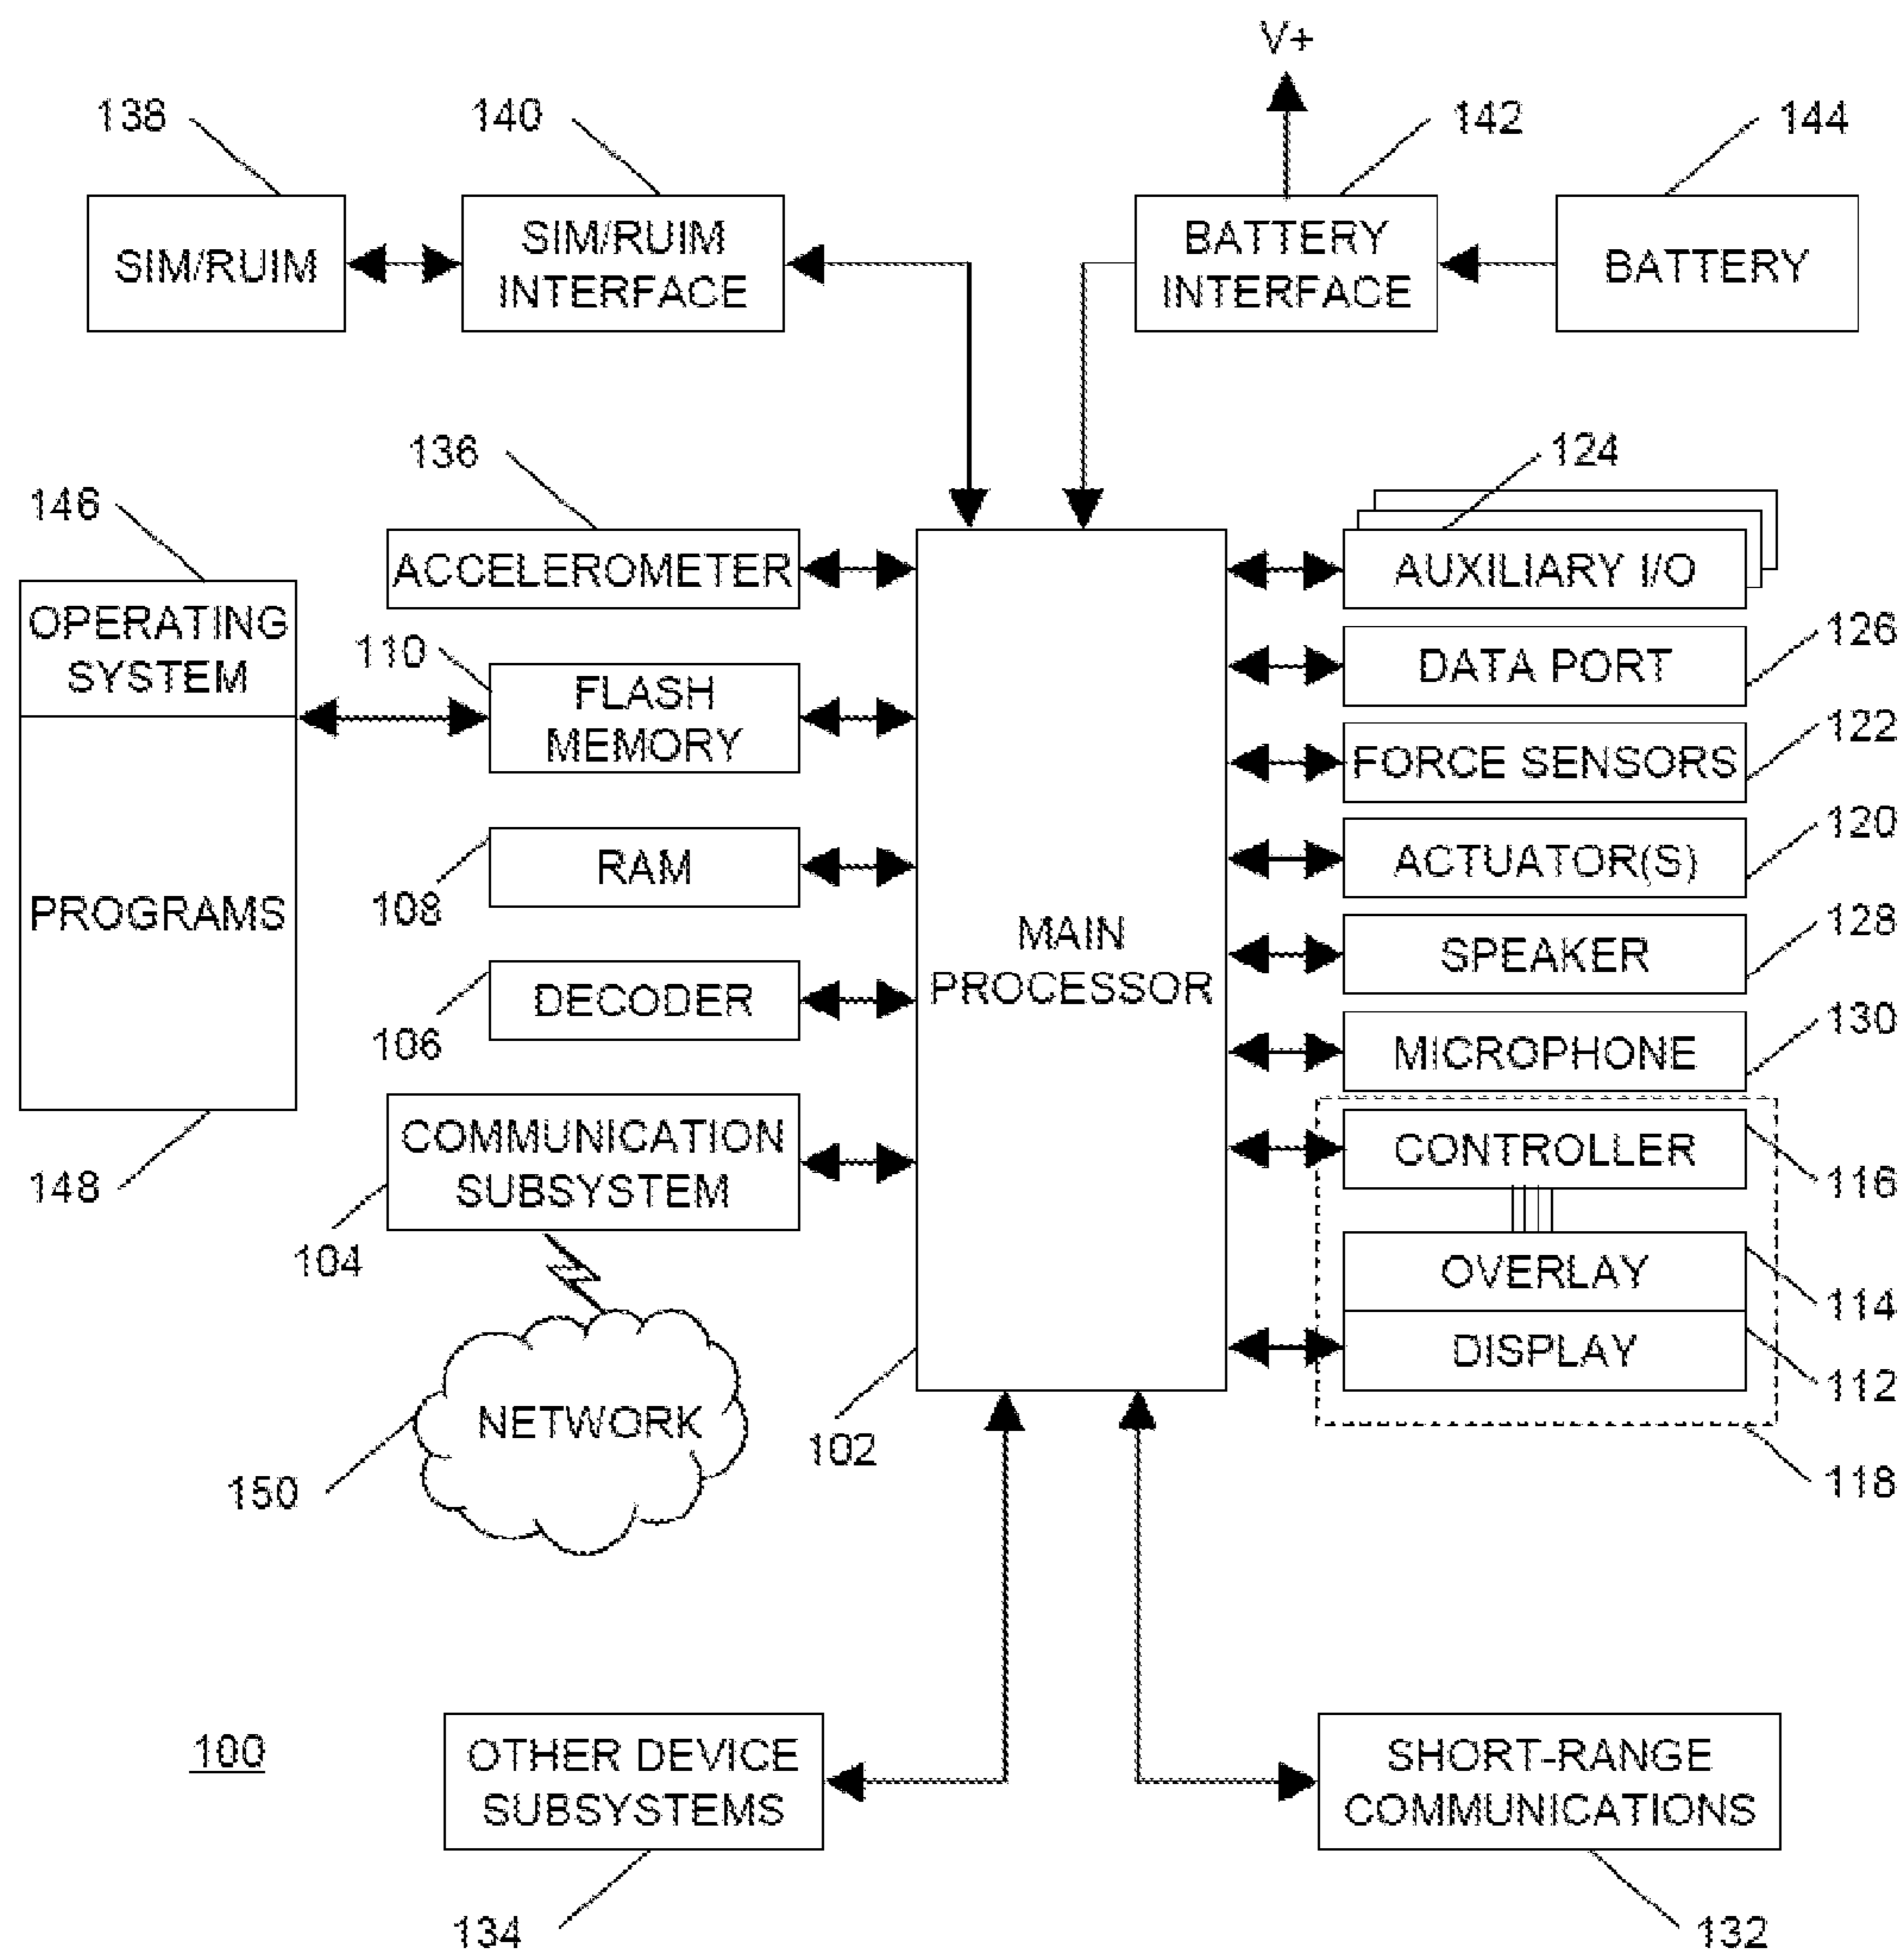 V+
138
140
142
144
SIM/RUIM
SIM/RUIM
INTERFACE
BATTERY
INTERFACE
BATTERY
136
124
146
ACCELEROMETER
AUXILIARY I/O
OPERATING
SYSTEM
110
FLASH
MEMORY
DATA PORT
126
FORCE SENSORS
122
PROGRAMS
RAM
108
MAIN
PROCESSOR
ACTUATOR(S)
120
SPEAKER
128
DECODER
106
MICROPHONE
130
COMMUNICATION
SUBSYSTEM
CONTROLLER
116
148
104
OVERLAY
114
DISPLAY
112
NETWORK
102
150
118
100
OTHER DEVICE
SUBSYSTEMS
SHORT-RANGE
COMMUNICATIONS
134
132